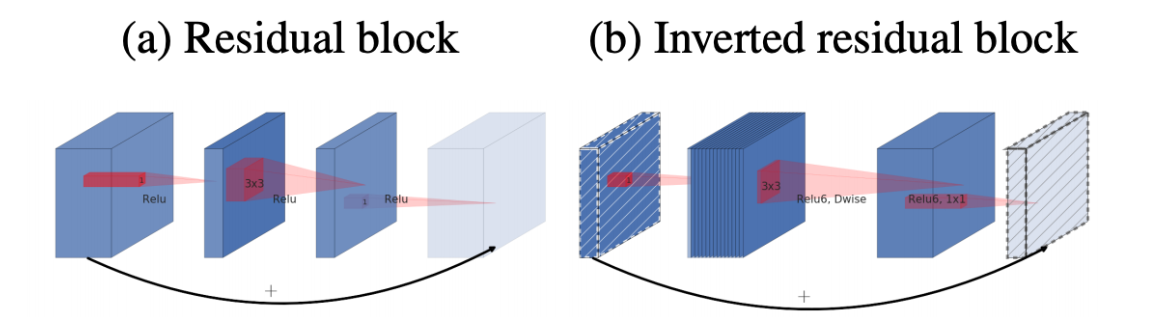 (a) Residual block
(b) Inverted residual block
1
Relu
3x3
Relu
1
Relu
+
1
3x3
Relu6, Dwise
Relu6, 1x1
+